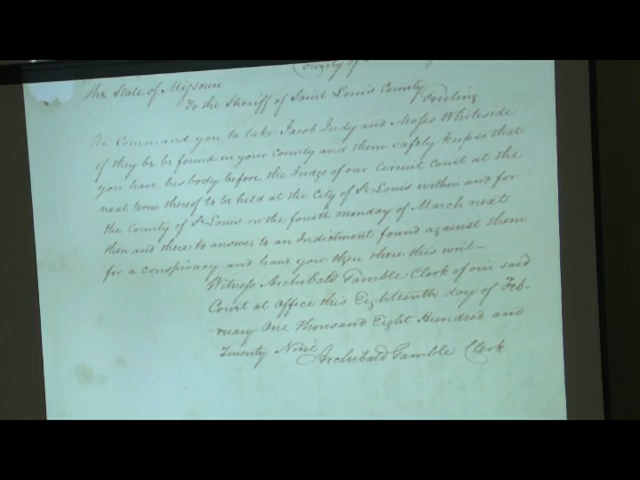 County of
The State of Missouri
To the Sheriff of Saint Louis County Greeting
We Command you to take Jacob Indy and Moses Whiteside
if they be be found in your County and them safely keep so that
you have his body before the Judge of our Circuit Court at the
next term thereof to be held at the City of St Louis within and for
the County of St Louis on the fourth monday of March next
then and there to answer to an Indictment found against them
for a conspiracy and leave you then there this writ—
Witness Archibald Gamble Clerk of our said
Court at Office this Eighteenth day of Feb-
ruary One Thousand Eight Hundred and
Twenty Nine Archibald Gamble Clerk